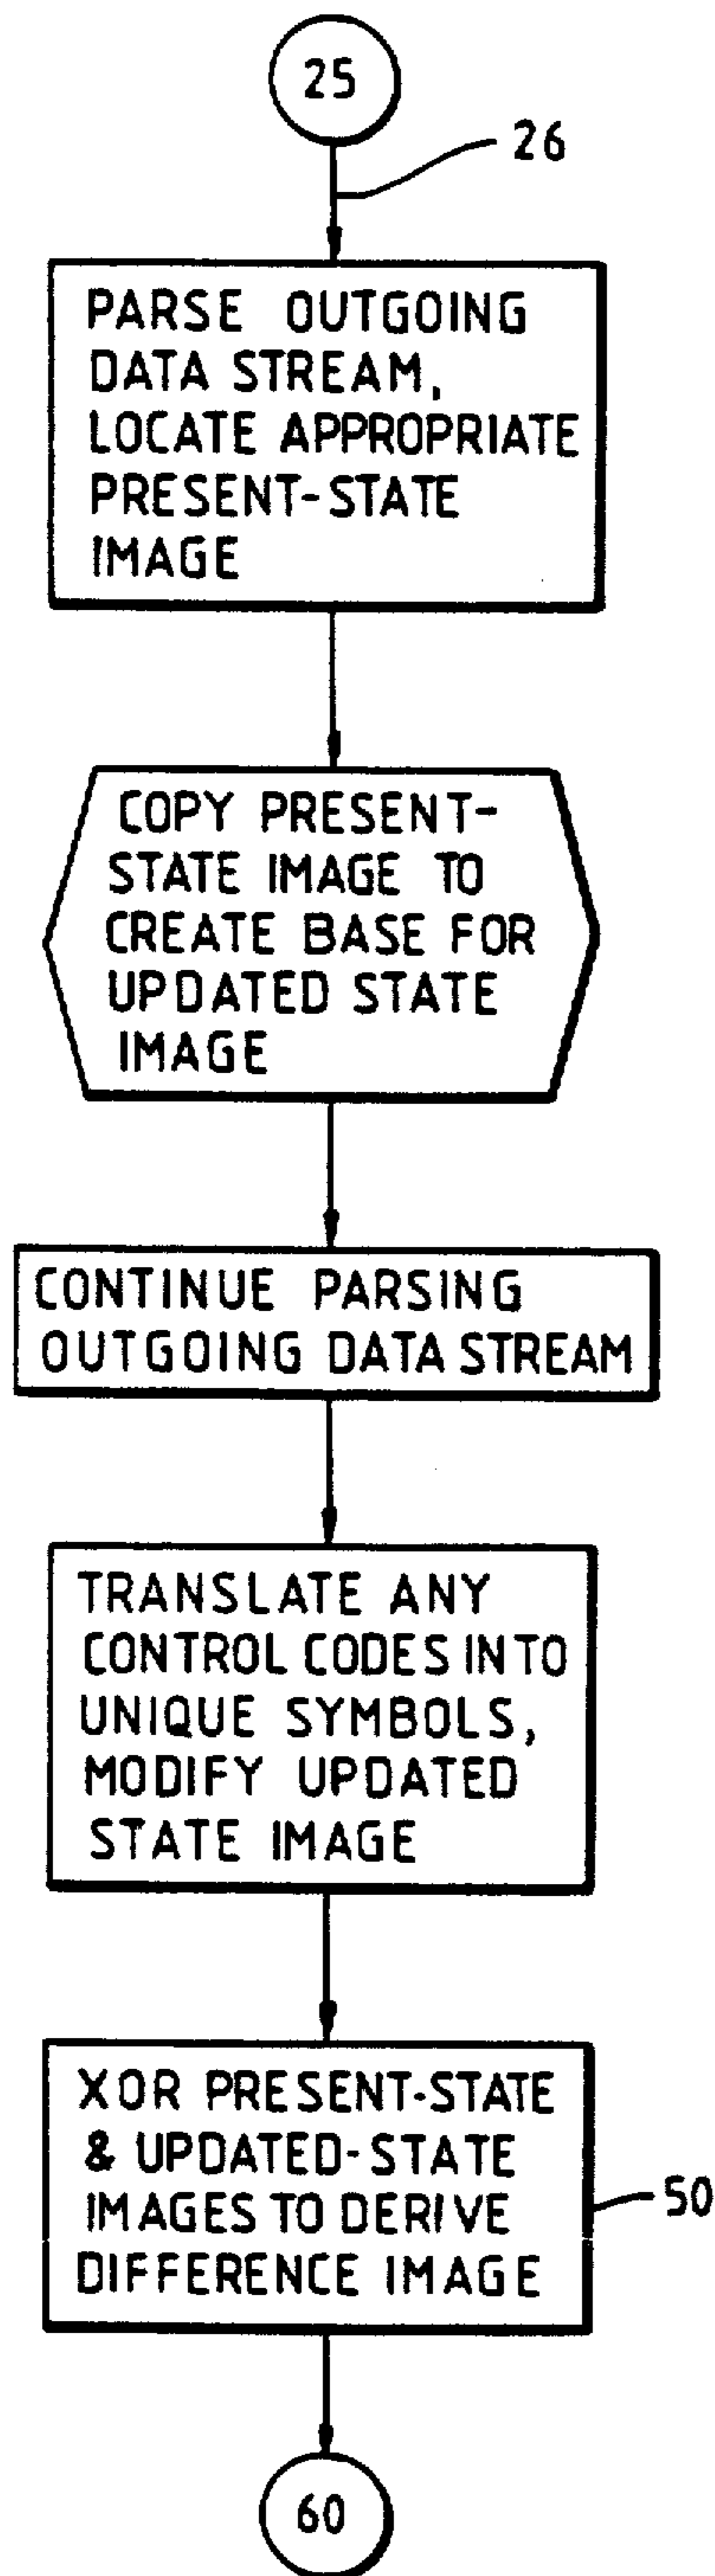 25
26
PARSE OUTGOING
DATA STREAM,
LOCATE APPROPRIATE
PRESENT-STATE
IMAGE
COPY PRESENT-
STATE IMAGE TO
CREATE BASE FOR
UPDATED STATE
IMAGE
CONTINUE PARSING
OUTGOING DATA STREAM
TRANSLATE ANY
CONTROL CODES INTO
UNIQUE SYMBOLS,
MODIFY UPDATED
STATE IMAGE
XOR PRESENT-STATE
& UPDATED-STATE
IMAGES TO DERIVE
DIFFERENCE IMAGE
50
60